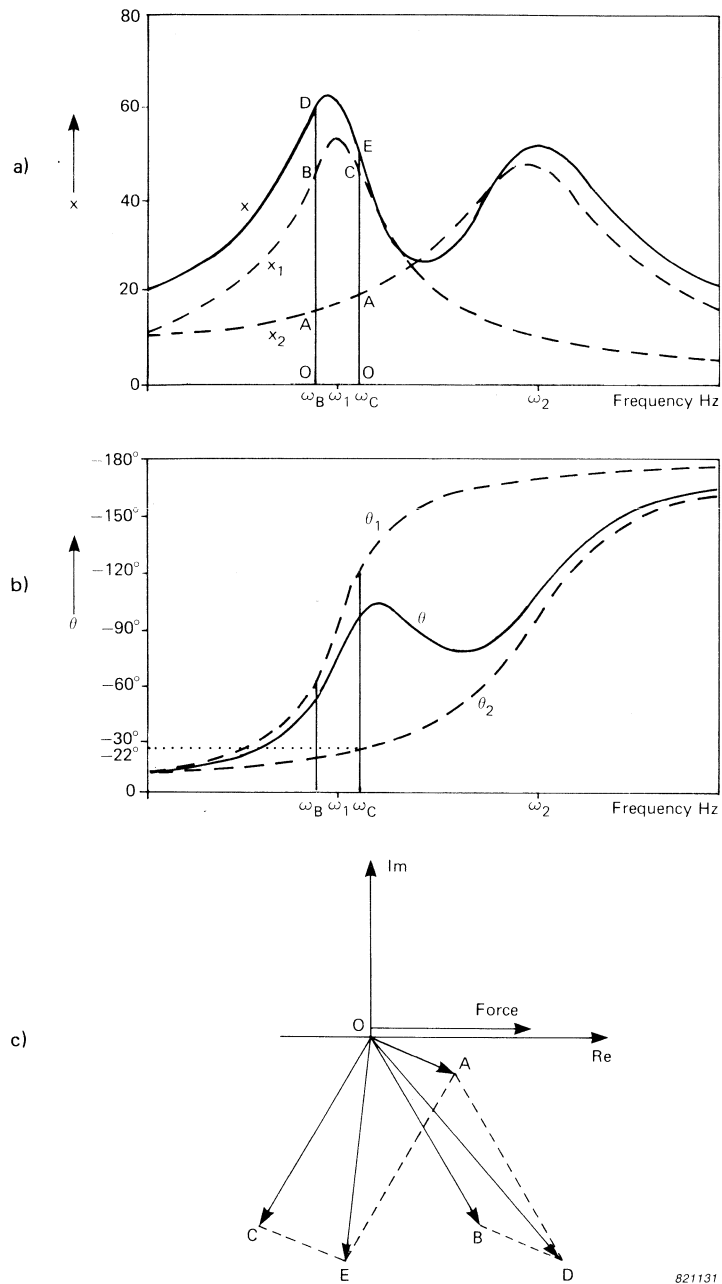 a)
80
60
40
20
0
x
D
B
E
C
x
x₁
x₂
A
A
O
O
ωB ω₁ ωC
ω₂
Frequency Hz
b)
−180°
−150°
−120°
−90°
−60°
−30°
−22°
0
θ
θ₁
θ
θ₂
ωB ω₁ ωC
ω₂
Frequency Hz
c)
Im
Force
O
Re
A
C
B
E
D
821131